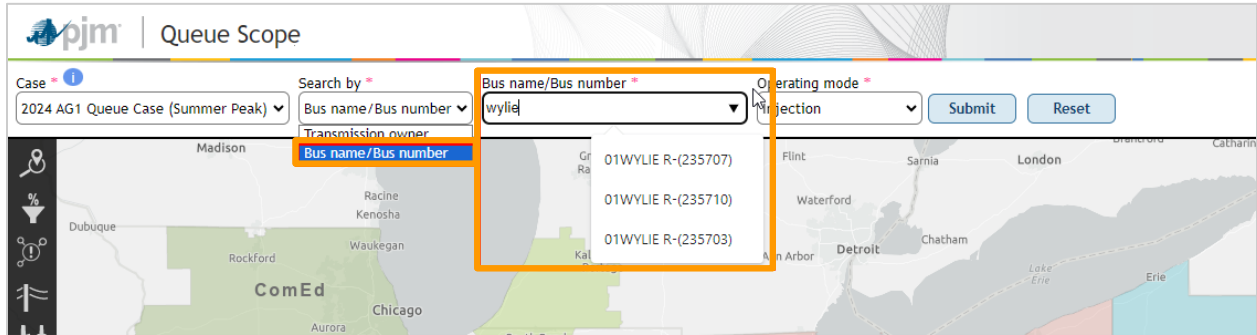 pjm Queue Scope
Case * i Search by * Bus name/Bus number * Operating mode *
2024 AG1 Queue Case (Summer Peak) Bus name/Bus number wylie Injection Submit Reset
Transmission owner
Bus name/Bus number
Madison
Flint
Sarnia
London
01WYLIE R-(235707)
%
Racine
Kenosha
01WYLIE R-(235710)
Waterford
Dubuque
Waukegan
01WYLIE R-(235703)
Arbor
Detroit
Chatham
Rockford
Lake
Erie
Erie
ComEd
Chicago
Aurora